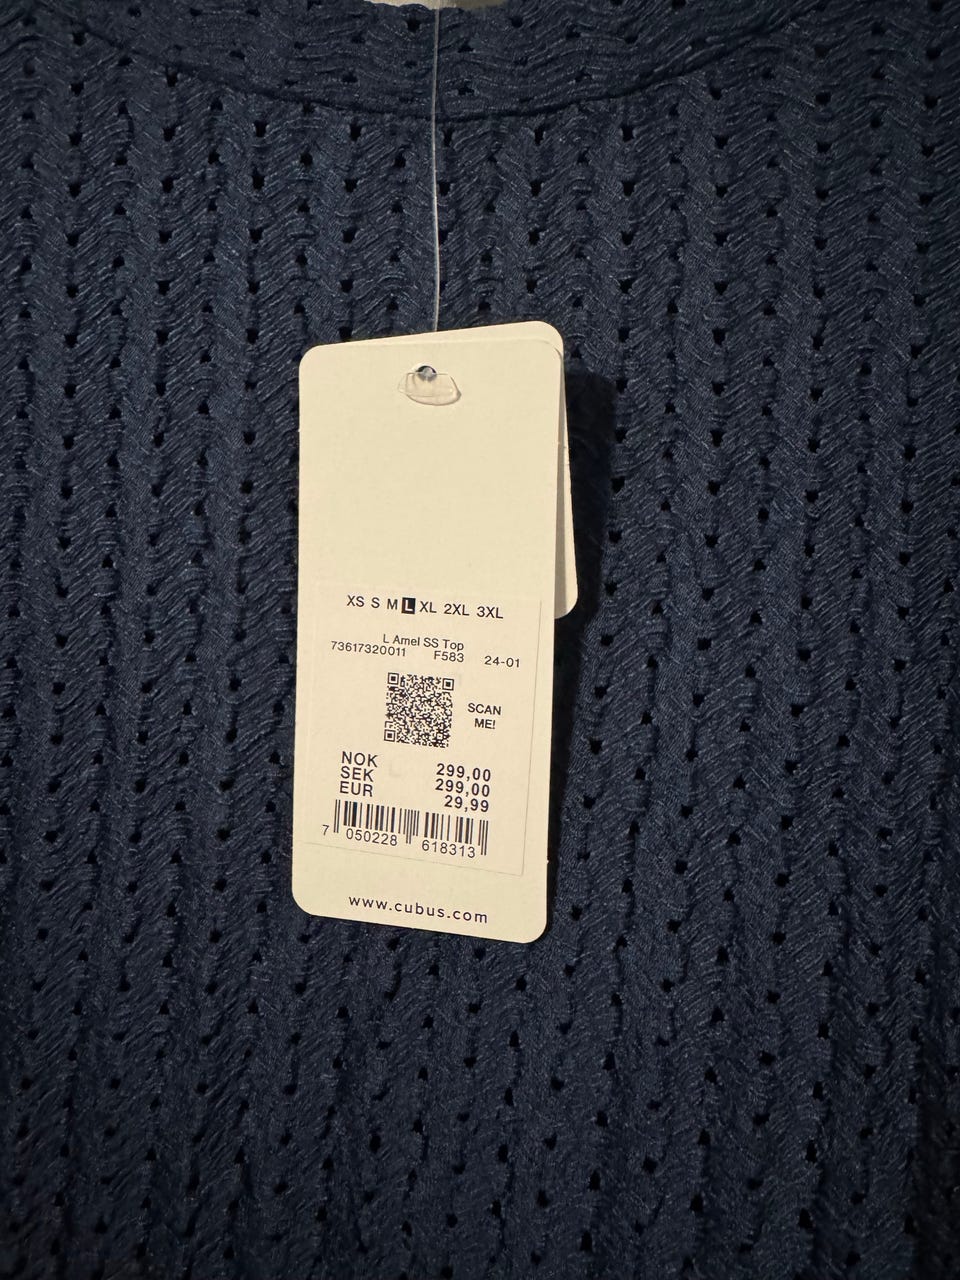 XS S M L XL 2XL 3XL
L Amel SS Top
73617320011 F583 24-01
SCAN
ME!
NOK 299,00
SEK 299,00
EUR 29,99
7 050228 618313
www.cubus.com